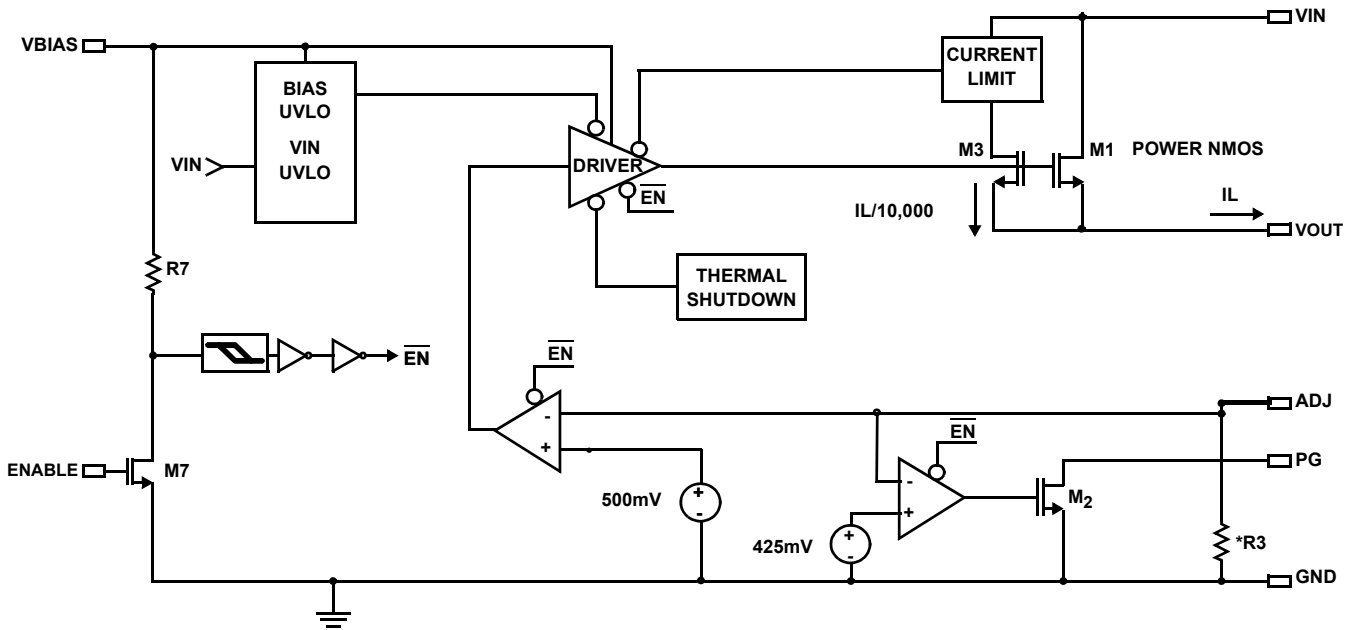 VIN
VBIAS
CURRENT
LIMIT
BIAS
UVLO
VIN
UVLO
VIN
DRIVER
EN
M3
M1
POWER NMOS
IL/10,000
IL
VOUT
R7
THERMAL
SHUTDOWN
EN
EN
ADJ
-
+
EN
PG
ENABLE
M7
500mV
+
-
-
+
M2
425mV
+
-
*R3
GND